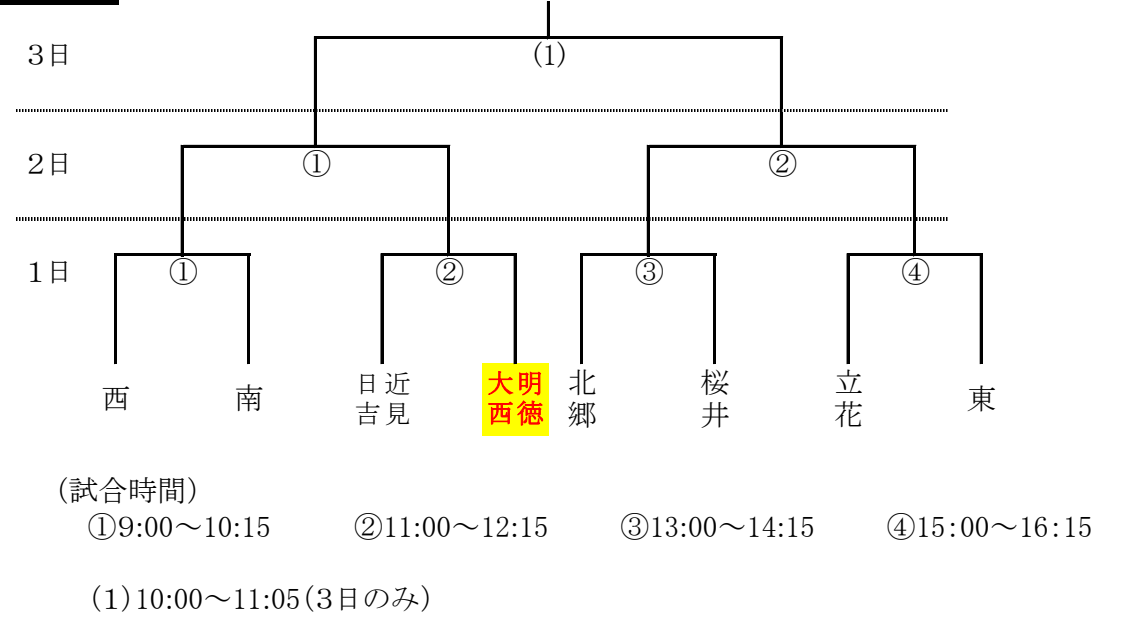 3日
(1)
2日
①
②
1日
①
②
③
④
西
南
近見
日吉
明徳
大西
北郷
桜井
立花
東
(試合時間)
①9:00～10:15 ②11:00～12:15 ③13:00～14:15 ④15:00～16:15
(1)10:00～11:05(3日のみ)